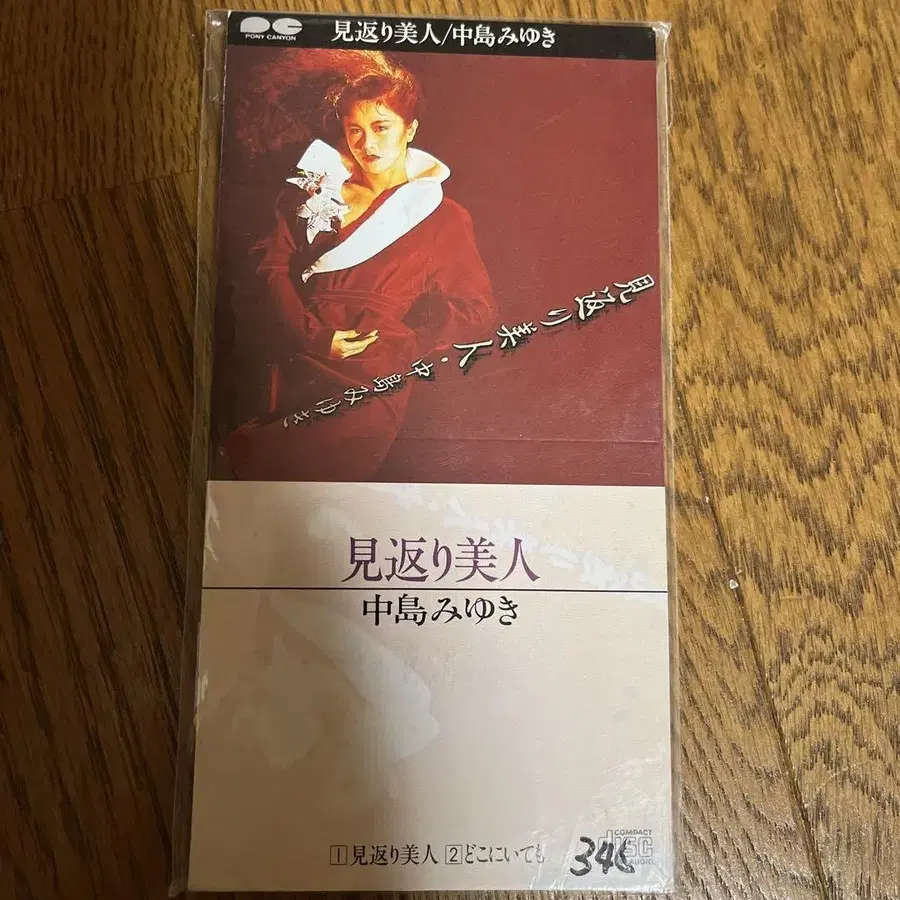 PONY CANYON
見返り美人/中島みゆき
見返り美人・中島みゆき
見返り美人
中島みゆき
1見返り美人 2どこにいても
COMPACT
disc
AUDIO